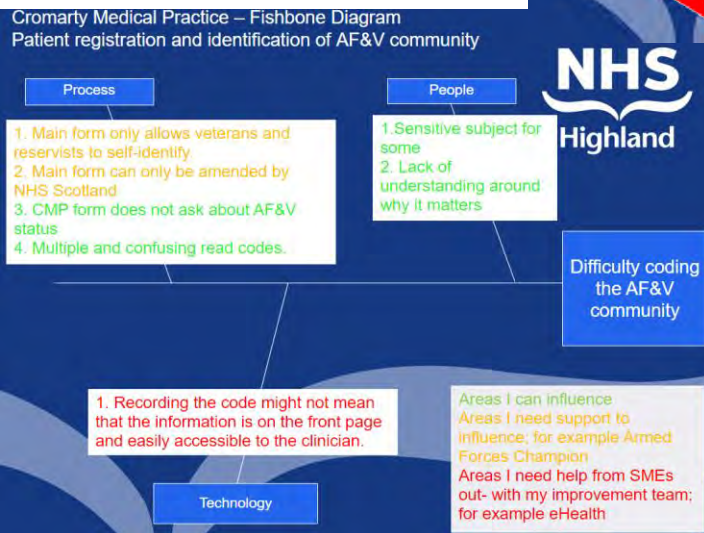 Cromarty Medical Practice – Fishbone Diagram
Patient registration and identification of AF&V community
NHS
Highland
Process
People
1. Main form only allows veterans and
reservists to self-identify.
2. Main form can only be amended by
NHS Scotland
3. CMP form does not ask about AF&V
status
4. Multiple and confusing read codes.
1.Sensitive subject for
some
2. Lack of
understanding around
why it matters
Difficulty coding
the AF&V
community
1. Recording the code might not mean
that the information is on the front page
and easily accessible to the clinician.
Technology
Areas I can influence
Areas I need support to
influence; for example Armed
Forces Champion
Areas I need help from SMEs
out- with my improvement team;
for example eHealth